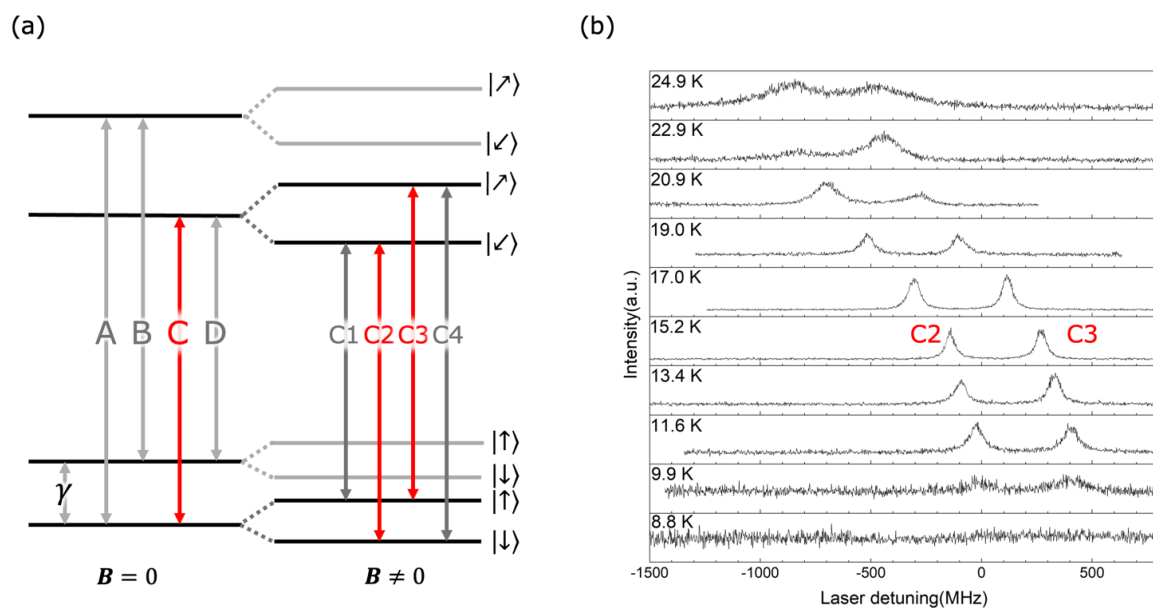 (a)
|↗⟩
|↙⟩
|↗⟩
|↙⟩
A B C D
C1 C2 C3 C4
|↑⟩
|↓⟩
|↑⟩
|↓⟩
γ
B = 0
B ≠ 0
(b)
24.9 K
22.9 K
20.9 K
19.0 K
17.0 K
15.2 K
C2 C3
13.4 K
11.6 K
9.9 K
8.8 K
Intensity(a.u.)
-1500 -1000 -500 0 500
Laser detuning(MHz)